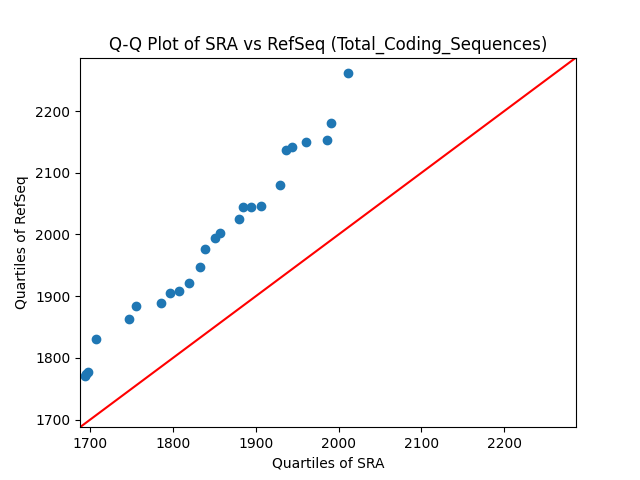 Q-Q Plot of SRA vs RefSeq (Total_Coding_Sequences)
Quartiles of RefSeq
2200
2100
2000
1900
1800
1700
1700 1800 1900 2000 2100 2200
Quartiles of SRA